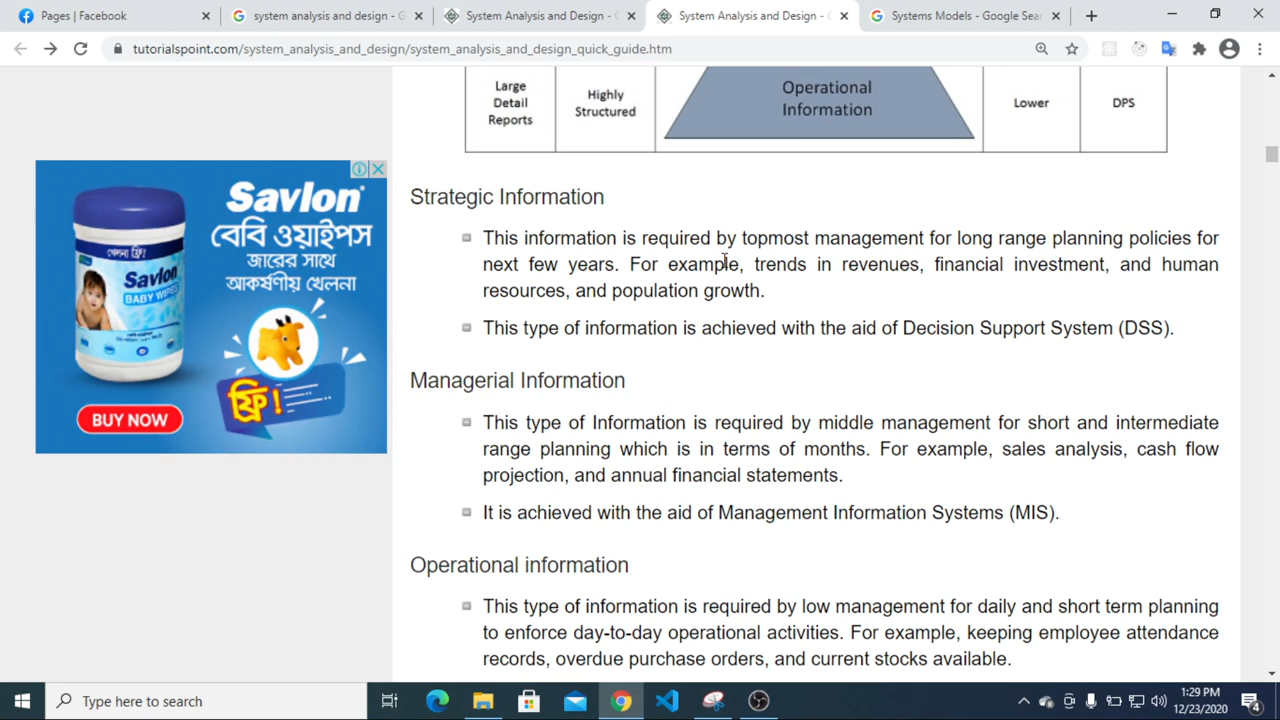 Pages | Facebook
system analysis and design - G
System Analysis and Design -
System Analysis and Design -
Systems Models - Google Sear
tutorialspoint.com/system_analysis_and_design/system_analysis_and_design_quick_guide.htm
Large
Detail
Reports
Highly
Structured
Operational
Information
Lower
DPS
Savlon
বেবি ওয়াইপস
জারের সাথে
আকর্ষণীয় খেলনা
Savlon
BABY WIPES
ফ্রি!
BUY NOW
Strategic Information
This information is required by topmost management for long range planning policies for
next few years. For example, trends in revenues, financial investment, and human
resources, and population growth.
This type of information is achieved with the aid of Decision Support System (DSS).
Managerial Information
This type of Information is required by middle management for short and intermediate
range planning which is in terms of months. For example, sales analysis, cash flow
projection, and annual financial statements.
It is achieved with the aid of Management Information Systems (MIS).
Operational information
This type of information is required by low management for daily and short term planning
to enforce day-to-day operational activities. For example, keeping employee attendance
records, overdue purchase orders, and current stocks available.
Type here to search
1:29 PM
12/23/2020
4